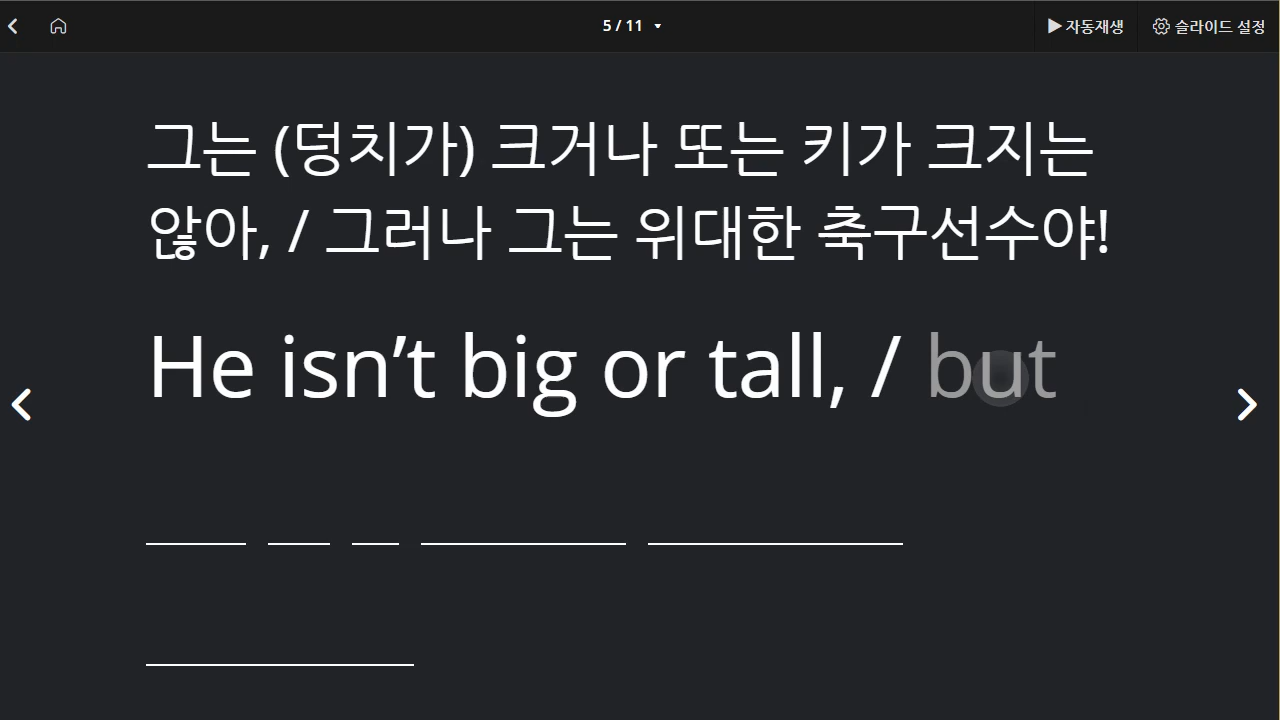 5 / 11
자동재생
슬라이드 설정
그는 (덩치가) 크거나 또는 키가 크지는
않아, / 그러나 그는 위대한 축구선수야!
He isn’t big or tall, / but